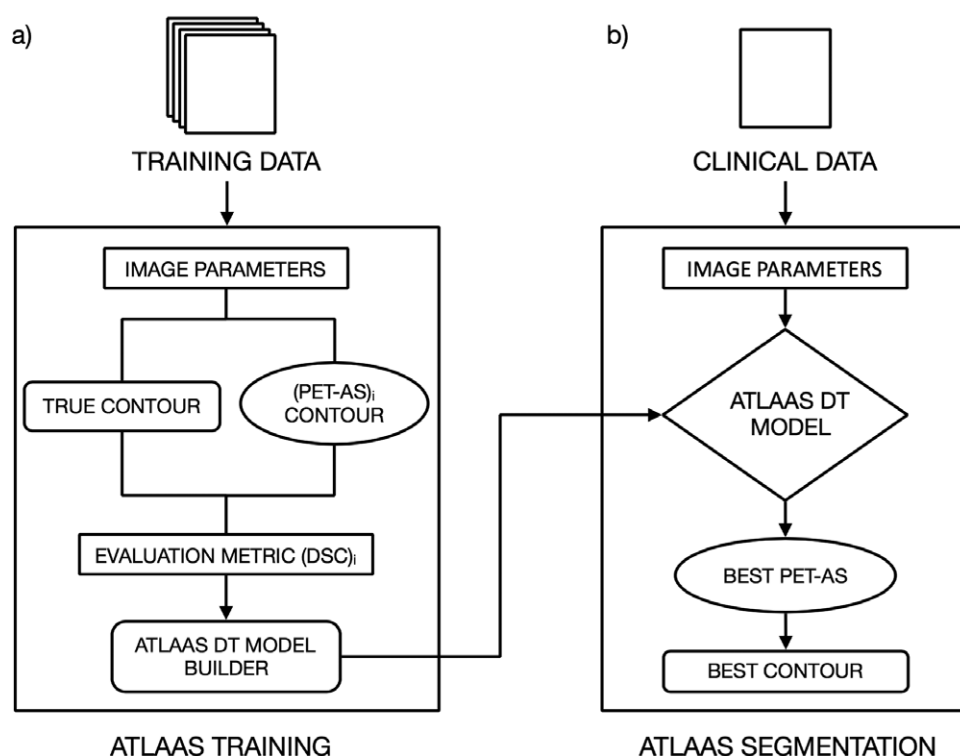 a)
TRAINING DATA
IMAGE PARAMETERS
TRUE CONTOUR
(PET-AS)ᵢ
CONTOUR
EVALUATION METRIC (DSC)ᵢ
ATLAAS DT MODEL
BUILDER
ATLAAS TRAINING
b)
CLINICAL DATA
IMAGE PARAMETERS
ATLAAS DT
MODEL
BEST PET-AS
BEST CONTOUR
ATLAAS SEGMENTATION